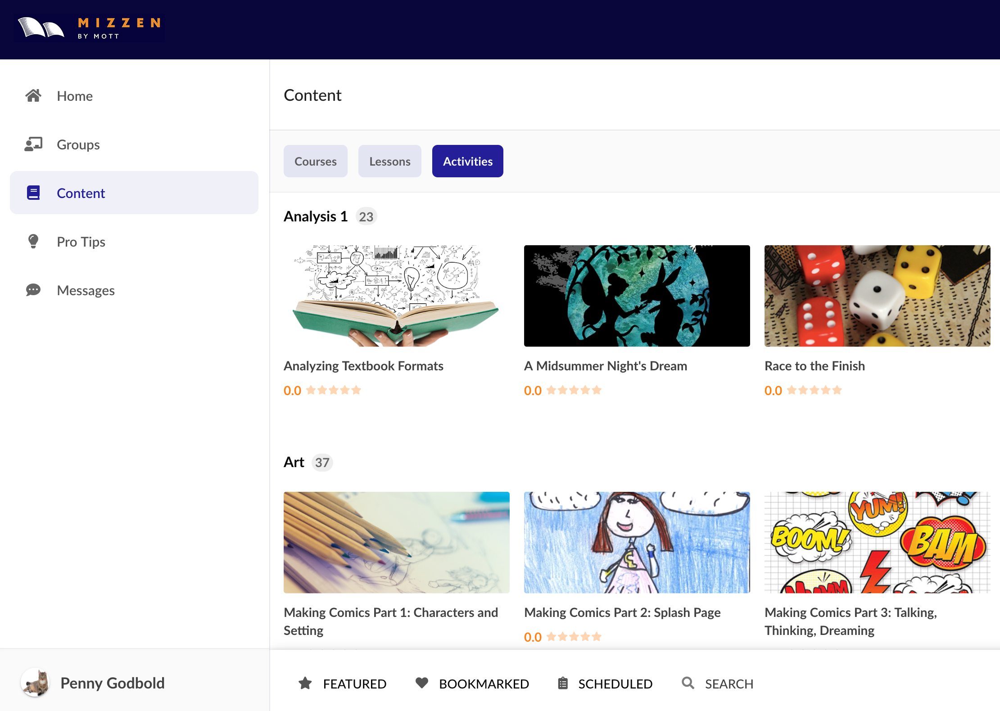 MIZZEN
BY MOTT
Home
Groups
Content
Pro Tips
Messages
Penny Godbold
Content
Courses
Lessons
Activities
Analysis 1 23
Analyzing Textbook Formats
0.0
A Midsummer Night's Dream
0.0
Race to the Finish
0.0
Art 37
YUM!
BOOM!
BAM
Making Comics Part 1: Characters and
Setting
Making Comics Part 2: Splash Page
0.0
Making Comics Part 3: Talking,
Thinking, Dreaming
FEATURED
BOOKMARKED
SCHEDULED
SEARCH